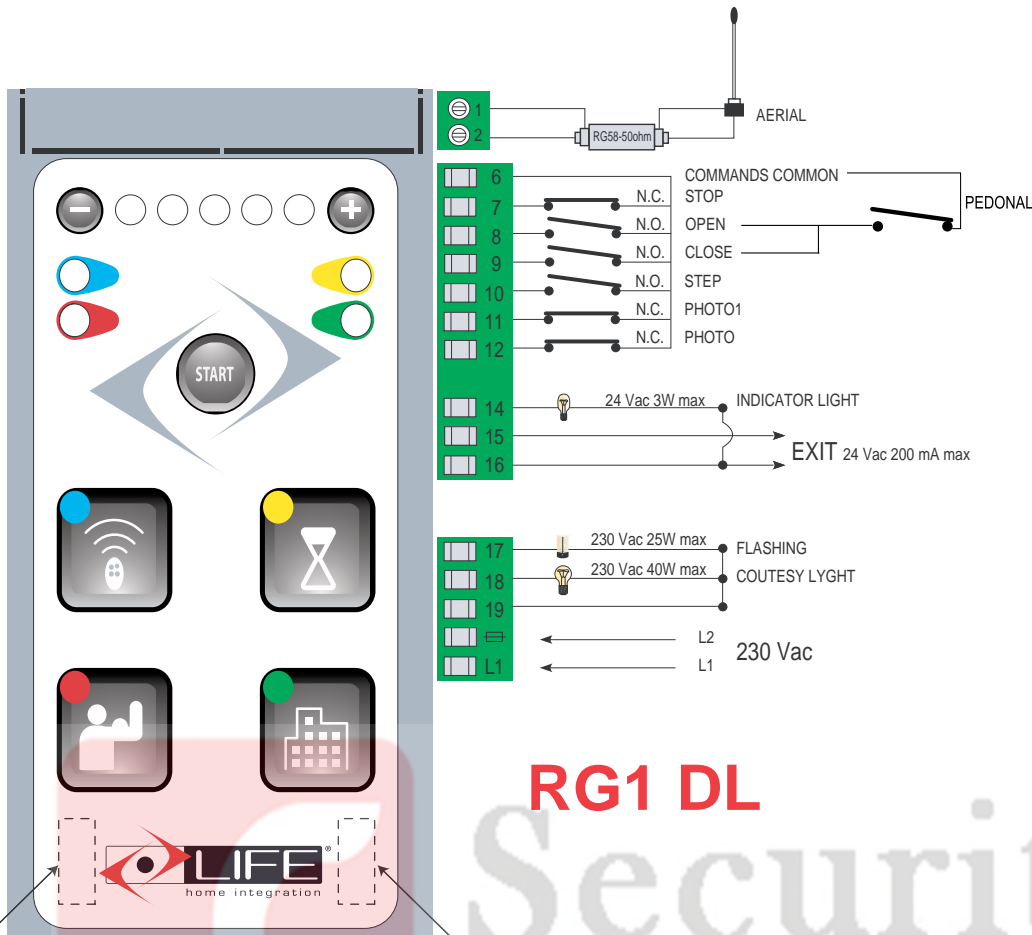 1
2
RG58-50ohm
AERIAL
6 COMMANDS COMMON
7 N.C. STOP
8 N.O. OPEN
9 N.O. CLOSE
10 N.O. STEP
11 N.C. PHOTO1
12 N.C. PHOTO
PEDONAL
START
14 24 Vac 3W max INDICATOR LIGHT
15
16
EXIT 24 Vac 200 mA max
17 230 Vac 25W max FLASHING
18 230 Vac 40W max COUTESY LYGHT
19
L2
L1 L1
230 Vac
RG1 DL
LIFE®
home integration
Securit